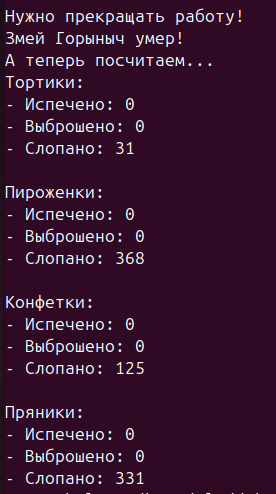 Нужно прекращать работу!
Змей Горыныч умер!
А теперь посчитаем...
Тортики:
- Испечено: 0
- Выброшено: 0
- Слопано: 31
Пироженки:
- Испечено: 0
- Выброшено: 0
- Слопано: 368
Конфетки:
- Испечено: 0
- Выброшено: 0
- Слопано: 125
Пряники:
- Испечено: 0
- Выброшено: 0
- Слопано: 331